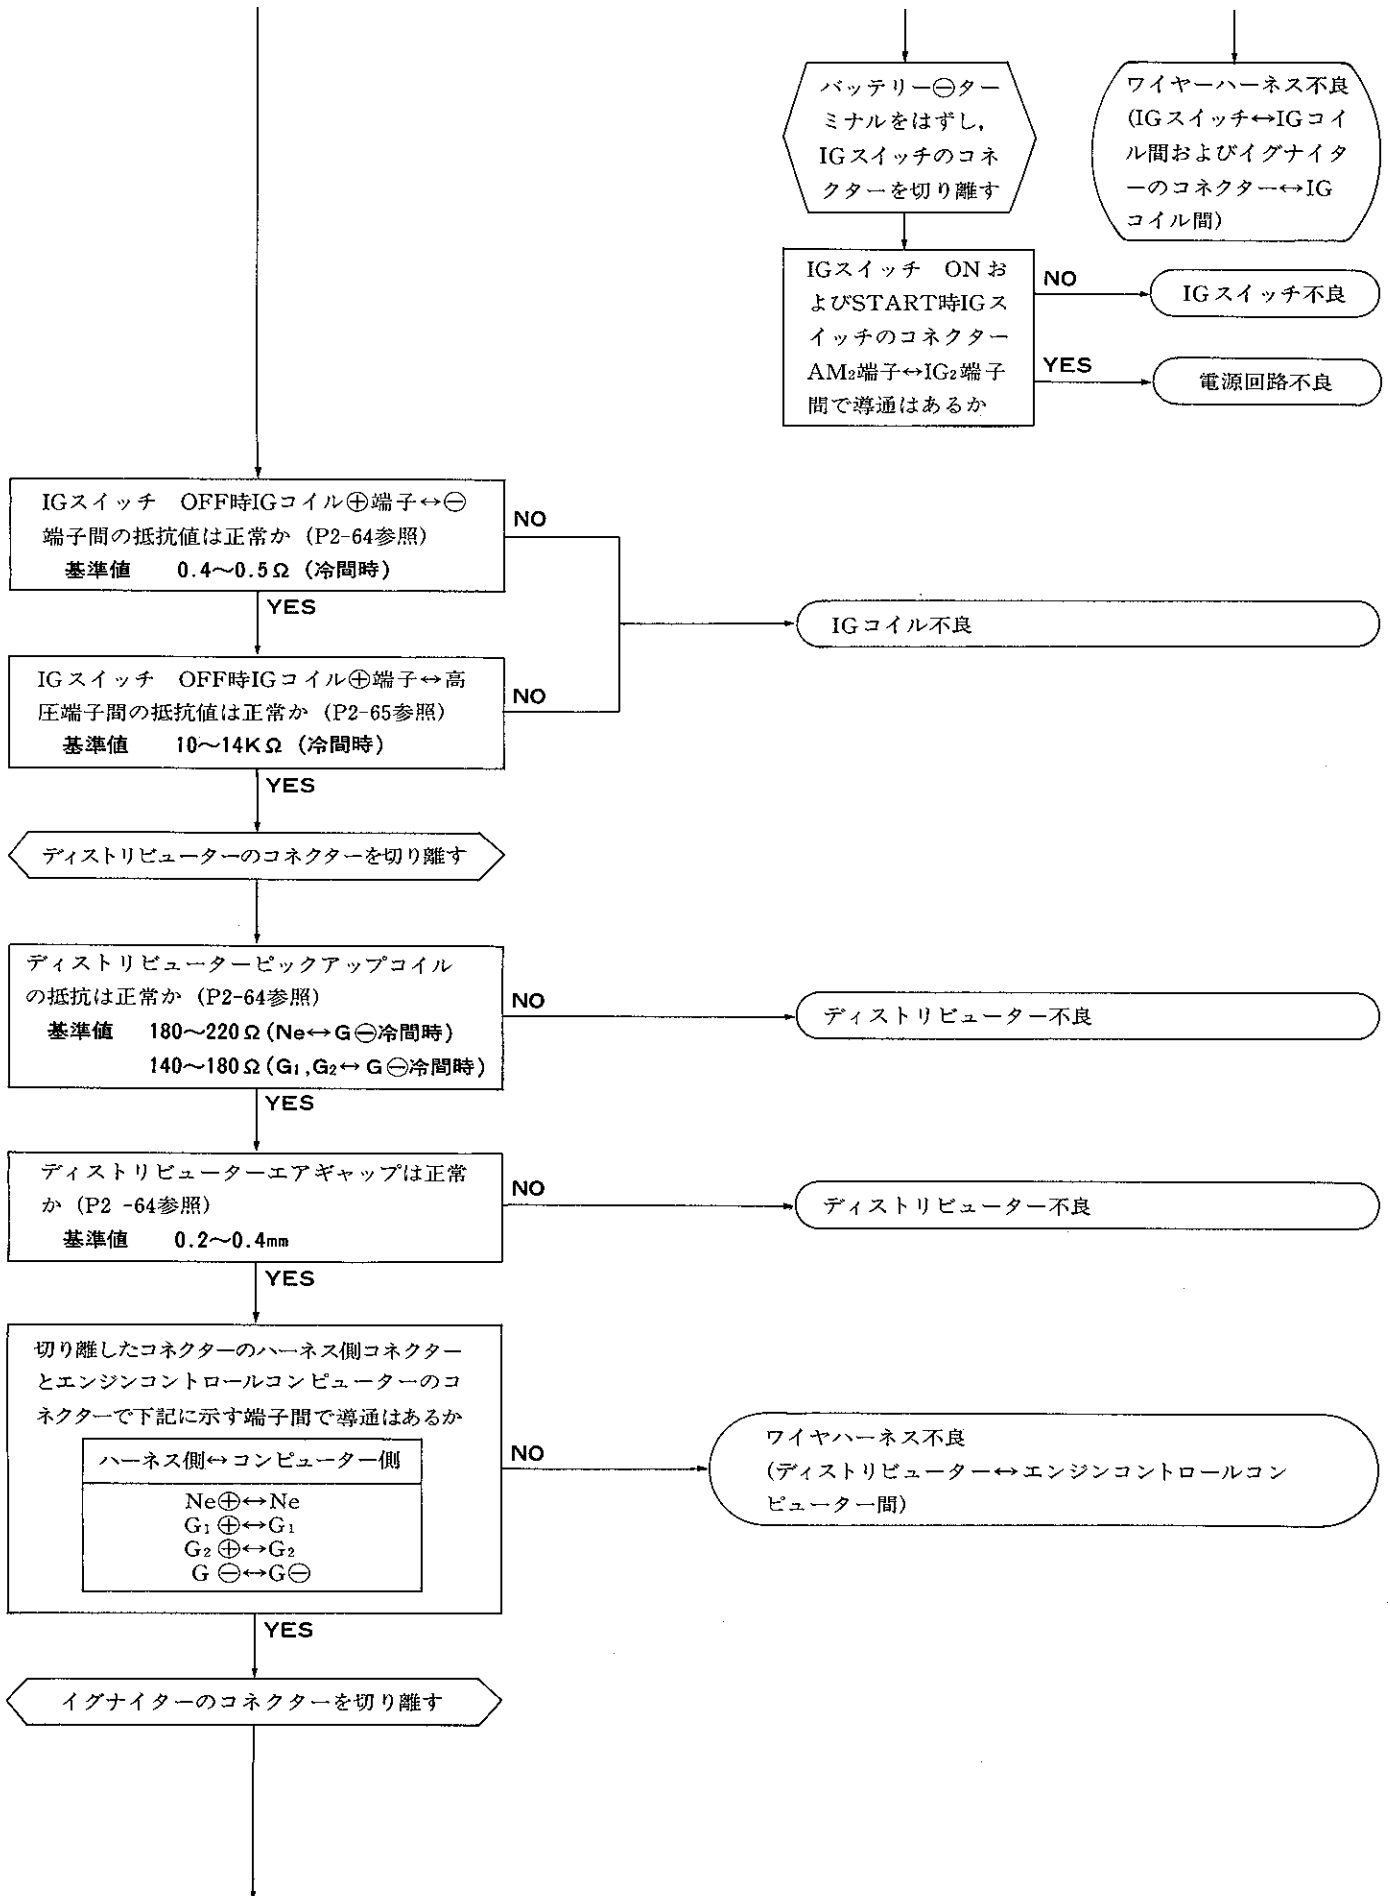 バッテリー⊖ター
ミナルをはずし,
IGスイッチのコネ
クターを切り離す
ワイヤーハーネス不良
(IGスイッチ↔IGコイ
ル間およびイグナイタ
ーのコネクター↔IG
コイル間)
IGスイッチ ONお
よびSTART時IGス
イッチのコネクター
AM₂端子↔IG₂端子
間で導通はあるか
NO
IGスイッチ不良
YES
電源回路不良
IGスイッチ OFF時IGコイル⊕端子↔⊖
端子間の抵抗値は正常か (P2-64参照)
基準値 0.4〜0.5Ω (冷間時)
NO
YES
IGコイル不良
IGスイッチ OFF時IGコイル⊕端子↔高
圧端子間の抵抗値は正常か (P2-65参照)
基準値 10〜14KΩ (冷間時)
NO
YES
ディストリビューターのコネクターを切り離す
ディストリビューターピックアップコイル
の抵抗は正常か (P2-64参照)
基準値 180〜220Ω(Ne↔G⊖冷間時)
140〜180Ω(G₁,G₂↔G⊖冷間時)
NO
ディストリビューター不良
YES
ディストリビューターエアギャップは正常
か (P2 -64参照)
基準値 0.2〜0.4mm
NO
ディストリビューター不良
YES
切り離したコネクターのハーネス側コネクター
とエンジンコントロールコンピューターのコ
ネクターで下記に示す端子間で導通はあるか
ハーネス側↔コンピューター側
Ne⊕↔Ne
G₁⊕↔G₁
G₂⊕↔G₂
G⊖↔G⊖
NO
ワイヤハーネス不良
(ディストリビューター↔エンジンコントロールコン
ピューター間)
YES
イグナイターのコネクターを切り離す